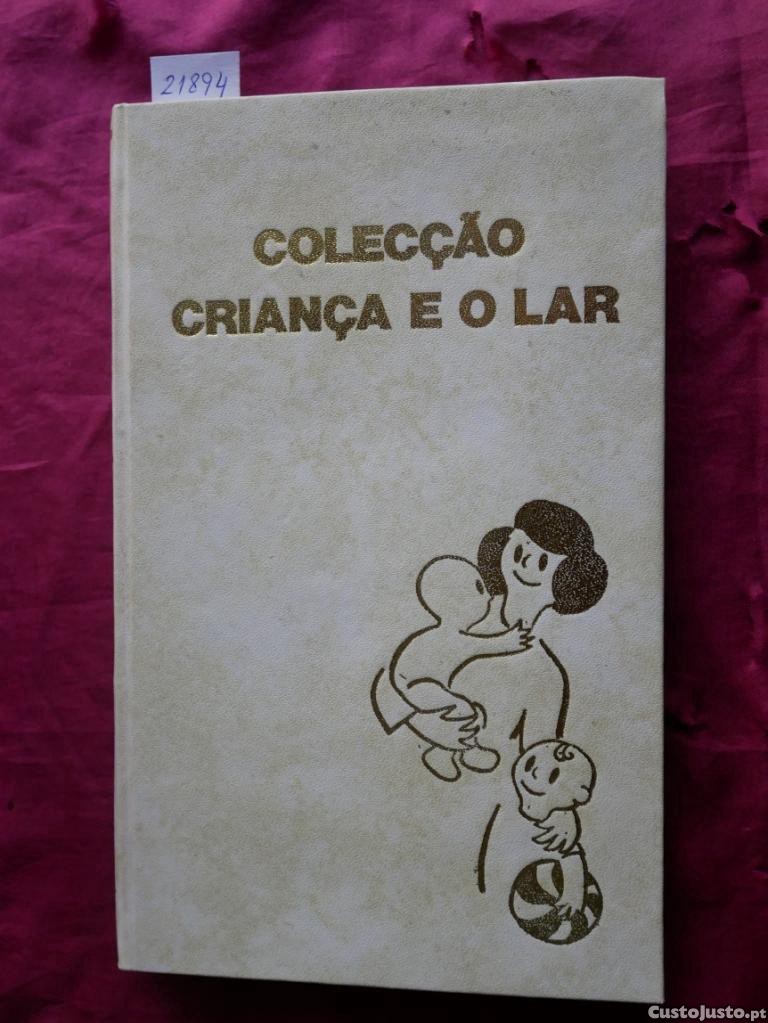 21894
COLECÇÃO
CRIANÇA E O LAR
CustoJusto.pt